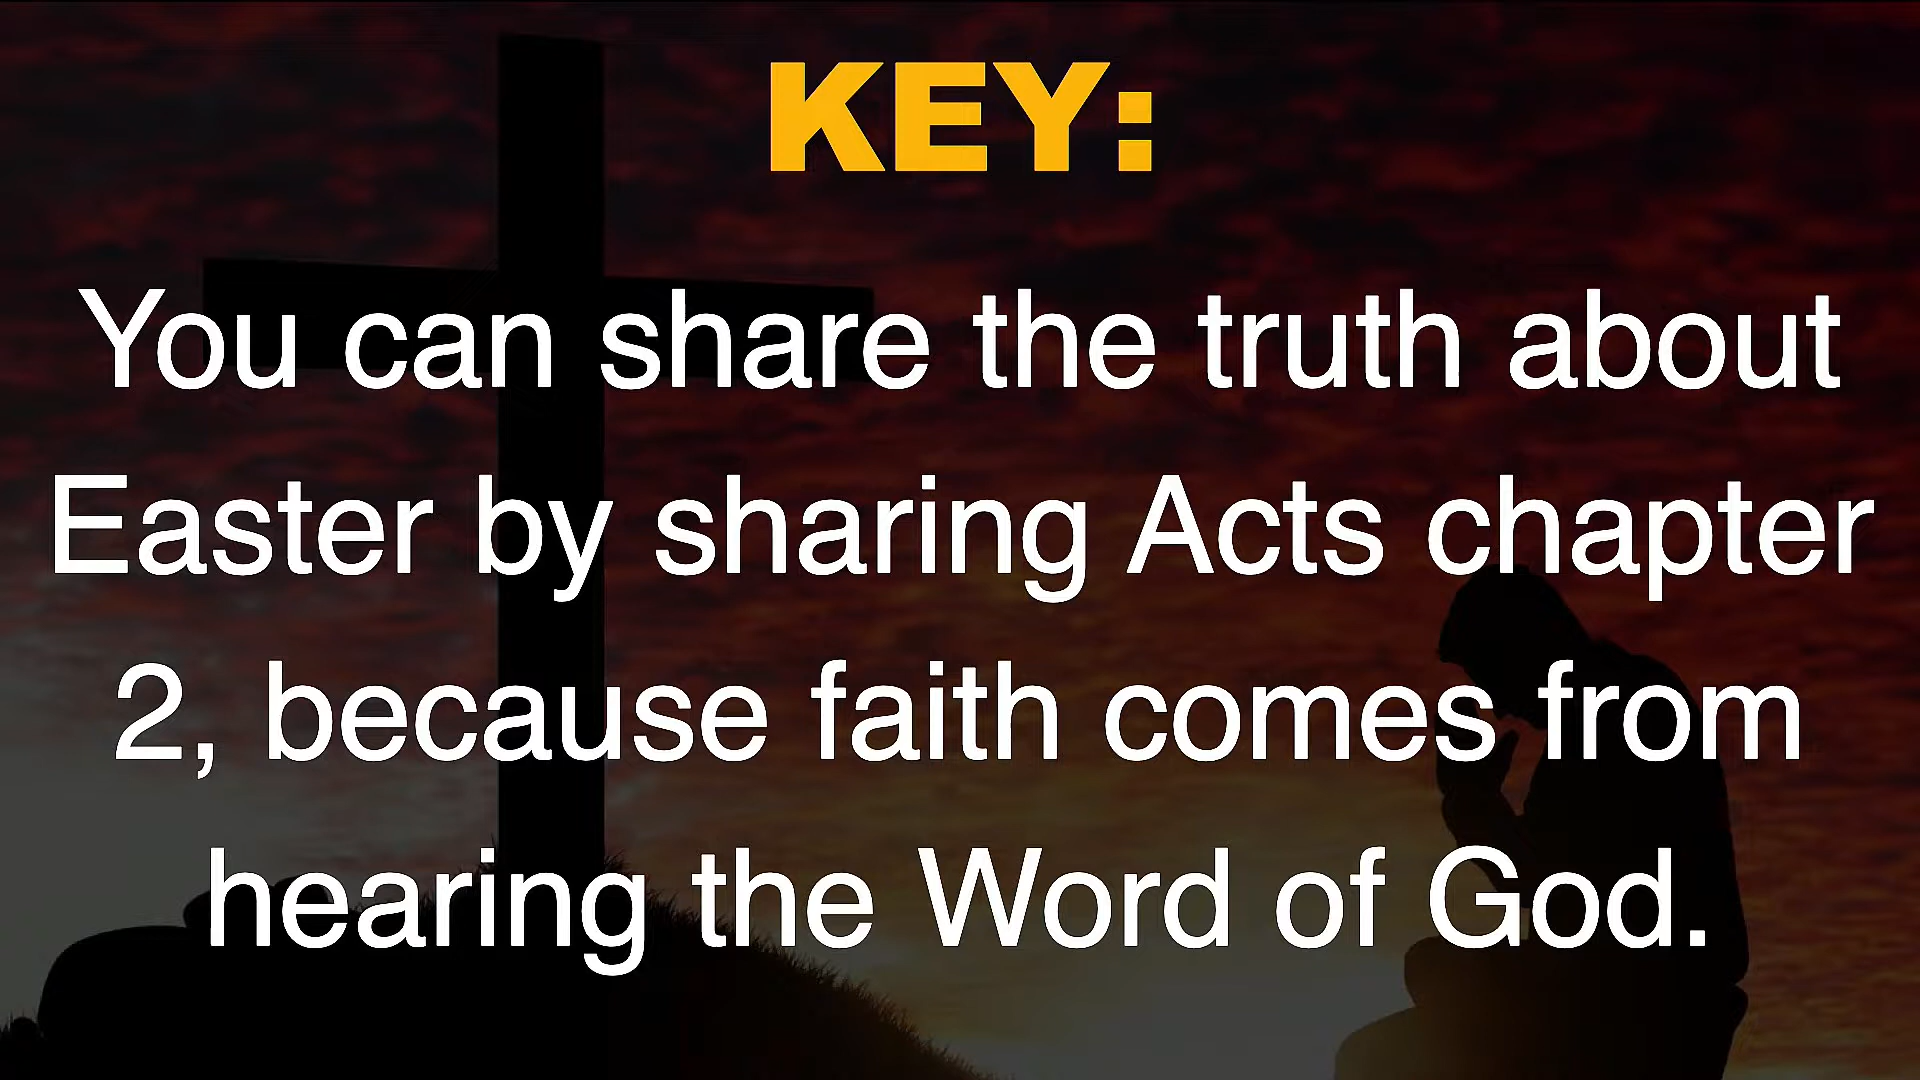 KEY:
You can share the truth about
Easter by sharing Acts chapter
2, because faith comes from
hearing the Word of God.